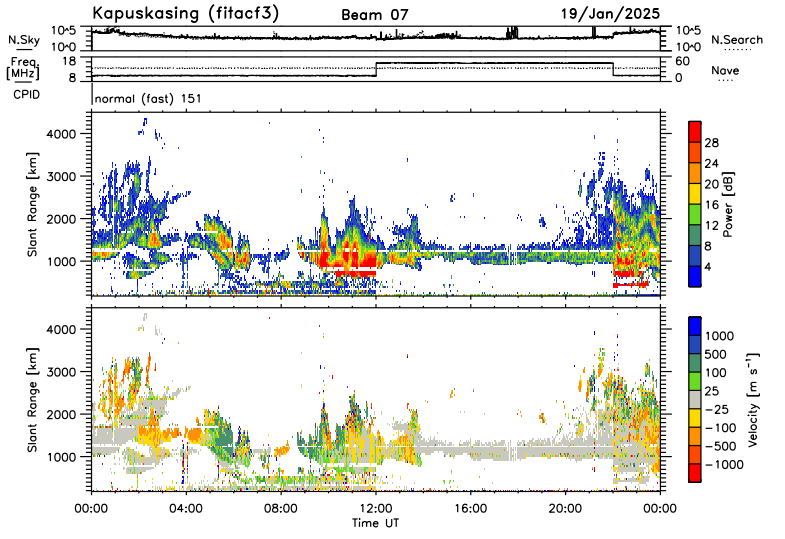 Kapuskasing (fitacf3) Beam 07 19/Jan/2025
N.Sky 10^5 10^0 10^5 10^0 N.Search
Freq. [MHz] 18 8 60 0 Nave
CPID normal (fast) 151
Slant Range [km] 4000 3000 2000 1000
Power [dB] 28 24 20 16 12 8 4
Slant Range [km] 4000 3000 2000 1000
Velocity [m s⁻¹] 1000 500 100 25 −25 −100 −500 −1000
00:00 04:00 08:00 12:00 16:00 20:00 00:00
Time UT